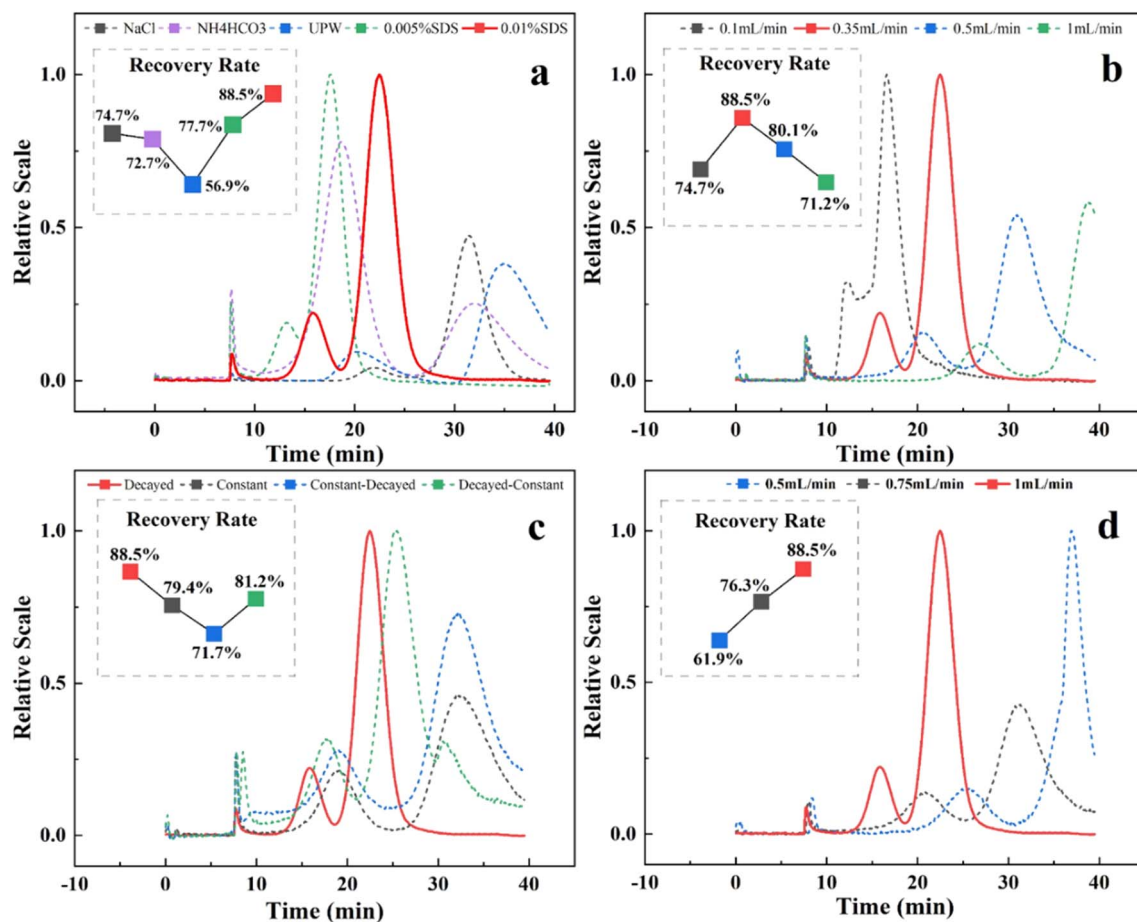 NaCl NH4HCO3 UPW 0.005%SDS 0.01%SDS
a
Recovery Rate
74.7%
72.7%
56.9%
77.7%
88.5%
1.0
0.5
0.0
Relative Scale
0 10 20 30 40
Time (min)
0.1mL/min 0.35mL/min 0.5mL/min 1mL/min
b
Recovery Rate
88.5%
80.1%
74.7%
71.2%
1.0
0.5
0.0
Relative Scale
-10 0 10 20 30 40
Time (min)
Decayed Constant Constant-Decayed Decayed-Constant
c
Recovery Rate
88.5%
79.4%
81.2%
71.7%
1.0
0.5
0.0
Relative Scale
-10 0 10 20 30 40
Time (min)
0.5mL/min 0.75mL/min 1mL/min
d
Recovery Rate
88.5%
76.3%
61.9%
1.0
0.5
0.0
Relative Scale
-10 0 10 20 30 40
Time (min)